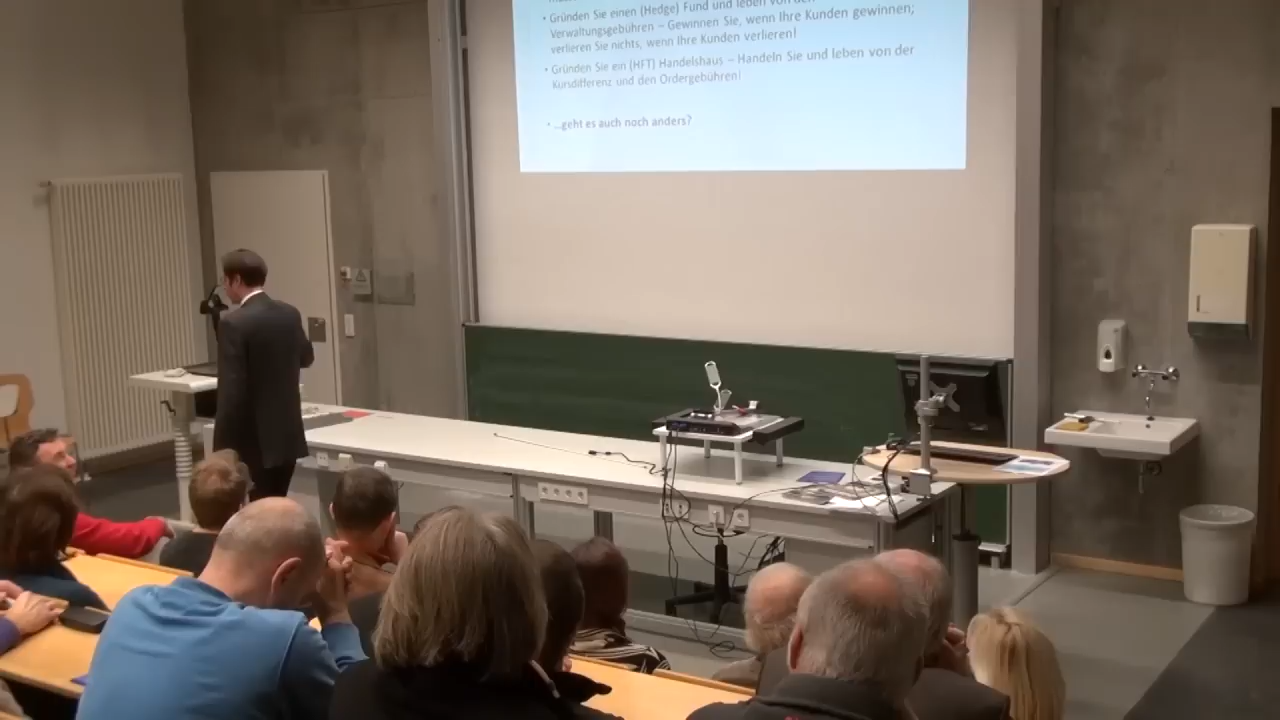 • Gründen Sie einen (Hedge) Fund und leben von den
Verwaltungsgebühren – Gewinnen Sie, wenn Ihre Kunden gewinnen;
verlieren Sie nichts, wenn Ihre Kunden verlieren!
• Gründen Sie ein (HFT) Handelshaus – Handeln Sie und leben von der
Kursdifferenz und den Ordergebühren!
• ...geht es auch noch anders?